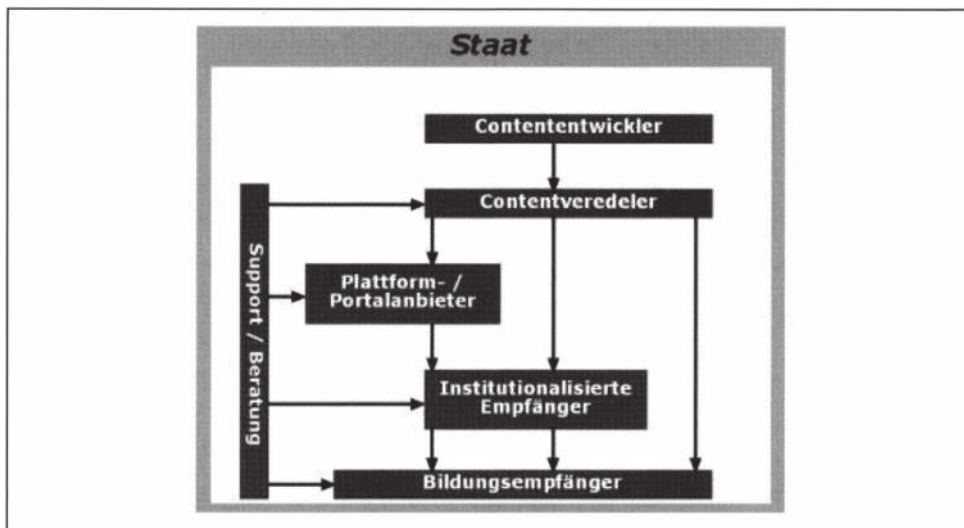 Staat
Contententwickler
Contentveredeler
Plattform- /
Portalanbieter
Support / Beratung
Institutionalisierte
Empfänger
Bildungsempfänger